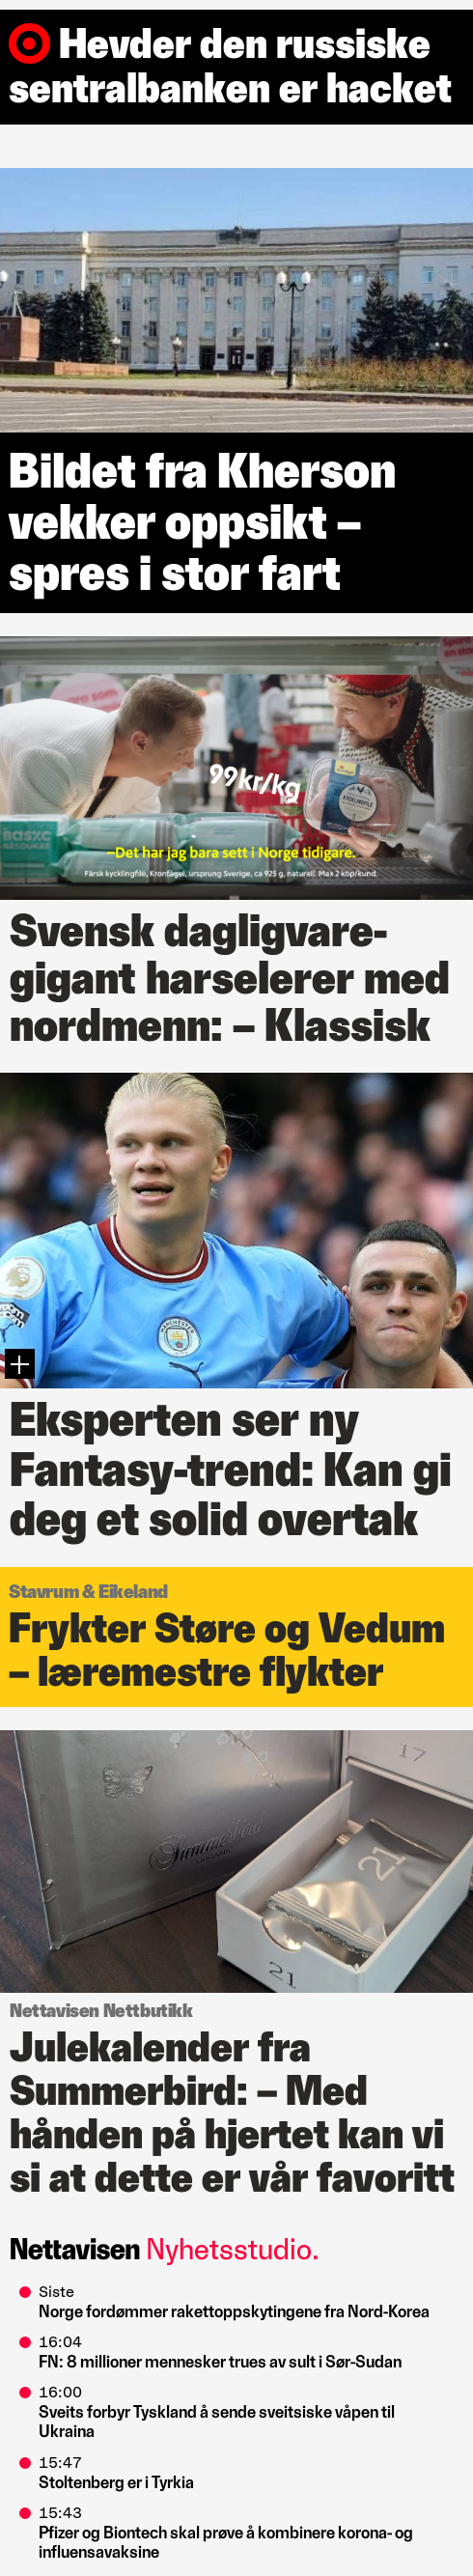 Hevder den russiske
sentralbanken er hacket
Bildet fra Kherson
vekker oppsikt –
spres i stor fart
99kr/kg
BASIC
KYCKLINGFILÉ
–Det har jag bara sett i Norge tidigare.
Färsk kycklingfilé, Kronfågel, ursprung Sverige, ca 925 g, naturell. Max 2 köp/kund.
Svensk dagligvare-
gigant harselerer med
nordmenn: – Klassisk
MANCHESTER
Eksperten ser ny
Fantasy-trend: Kan gi
deg et solid overtak
Stavrum & Eikeland
Frykter Støre og Vedum
– læremestre flykter
17
Summerbird
ORGANIC
21
21
Nettavisen Nettbutikk
Julekalender fra
Summerbird: – Med
hånden på hjertet kan vi
si at dette er vår favoritt
Nettavisen Nyhetsstudio.
Siste
Norge fordømmer rakettoppskytingene fra Nord-Korea
16:04
FN: 8 millioner mennesker trues av sult i Sør-Sudan
16:00
Sveits forbyr Tyskland å sende sveitsiske våpen til
Ukraina
15:47
Stoltenberg er i Tyrkia
15:43
Pfizer og Biontech skal prøve å kombinere korona- og
influensavaksine